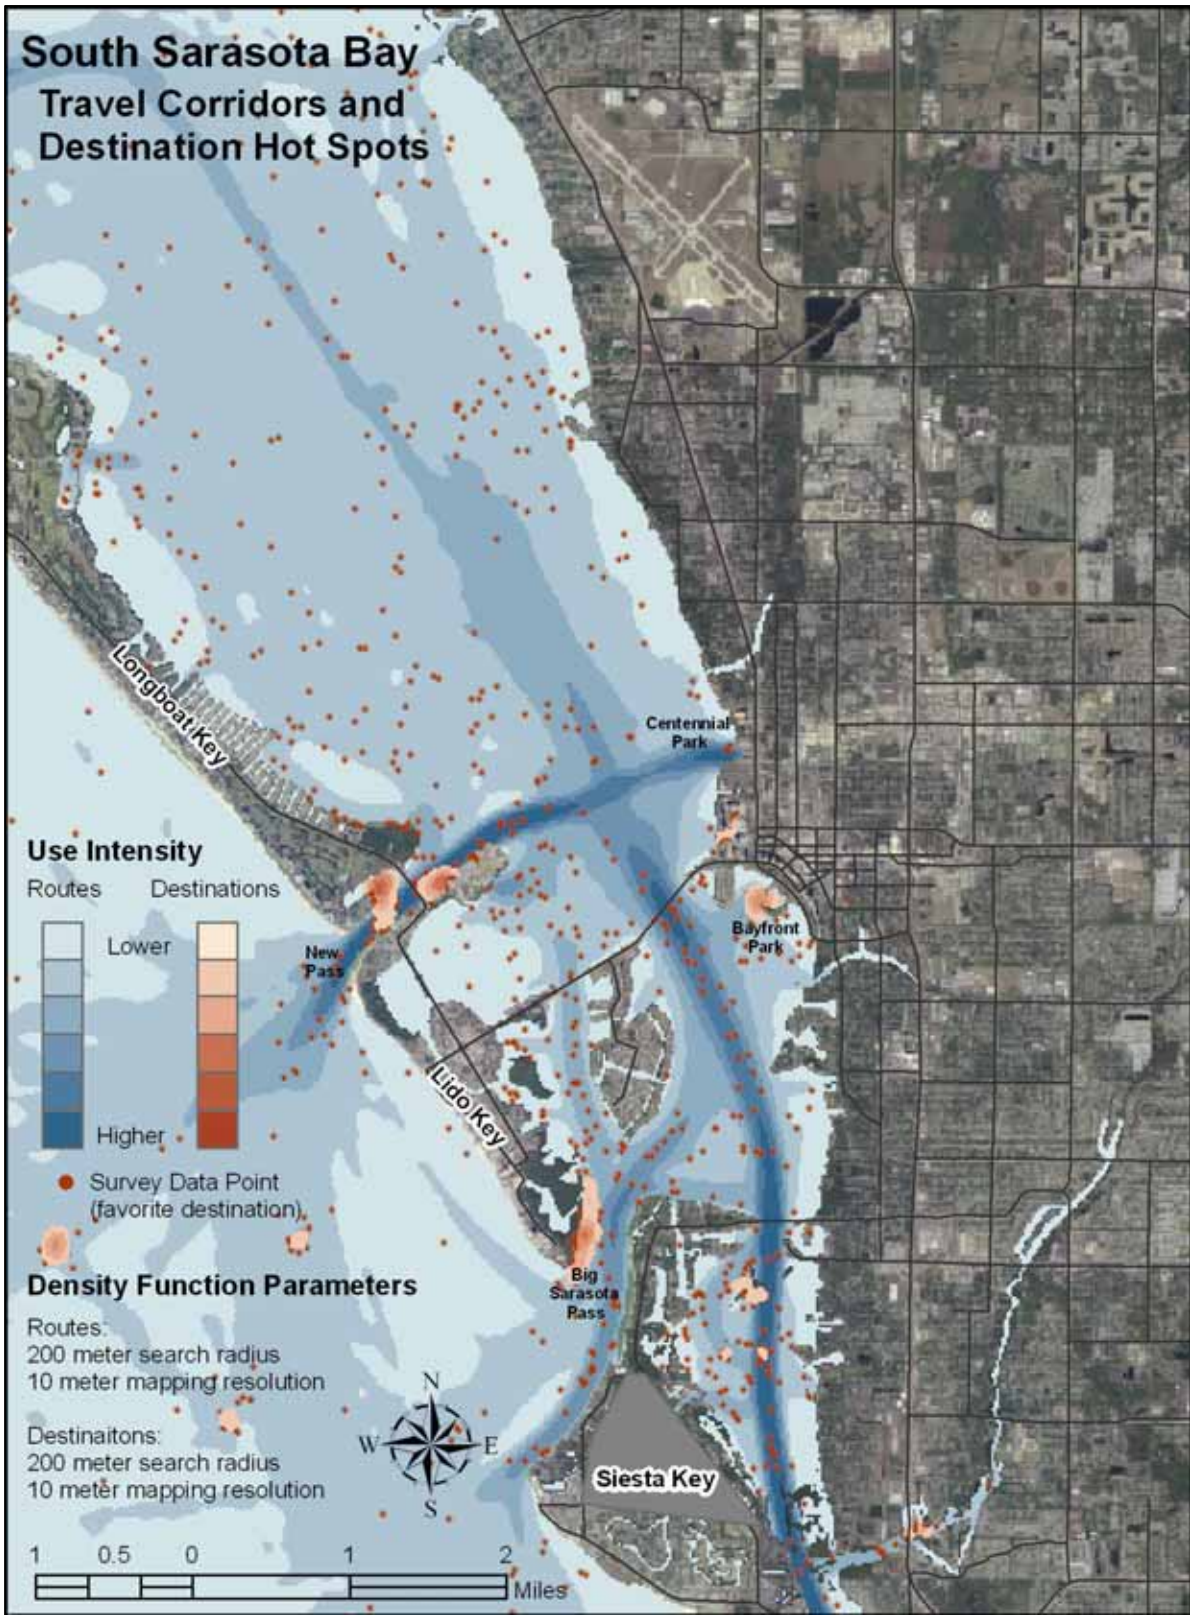 South Sarasota Bay
Travel Corridors and
Destination Hot Spots
Centennial
Park
Longboat Key
Use Intensity
Routes
Destinations
Lower
Higher
New
Pass
Bayfront
Park
Lido Key
Survey Data Point
(favorite destination)
Big
Sarasota
Pass
Density Function Parameters
Routes:
200 meter search radius
10 meter mapping resolution
Destinaitons:
200 meter search radius
10 meter mapping resolution
N
W
E
S
Siesta Key
1 0.5 0 1 2
Miles